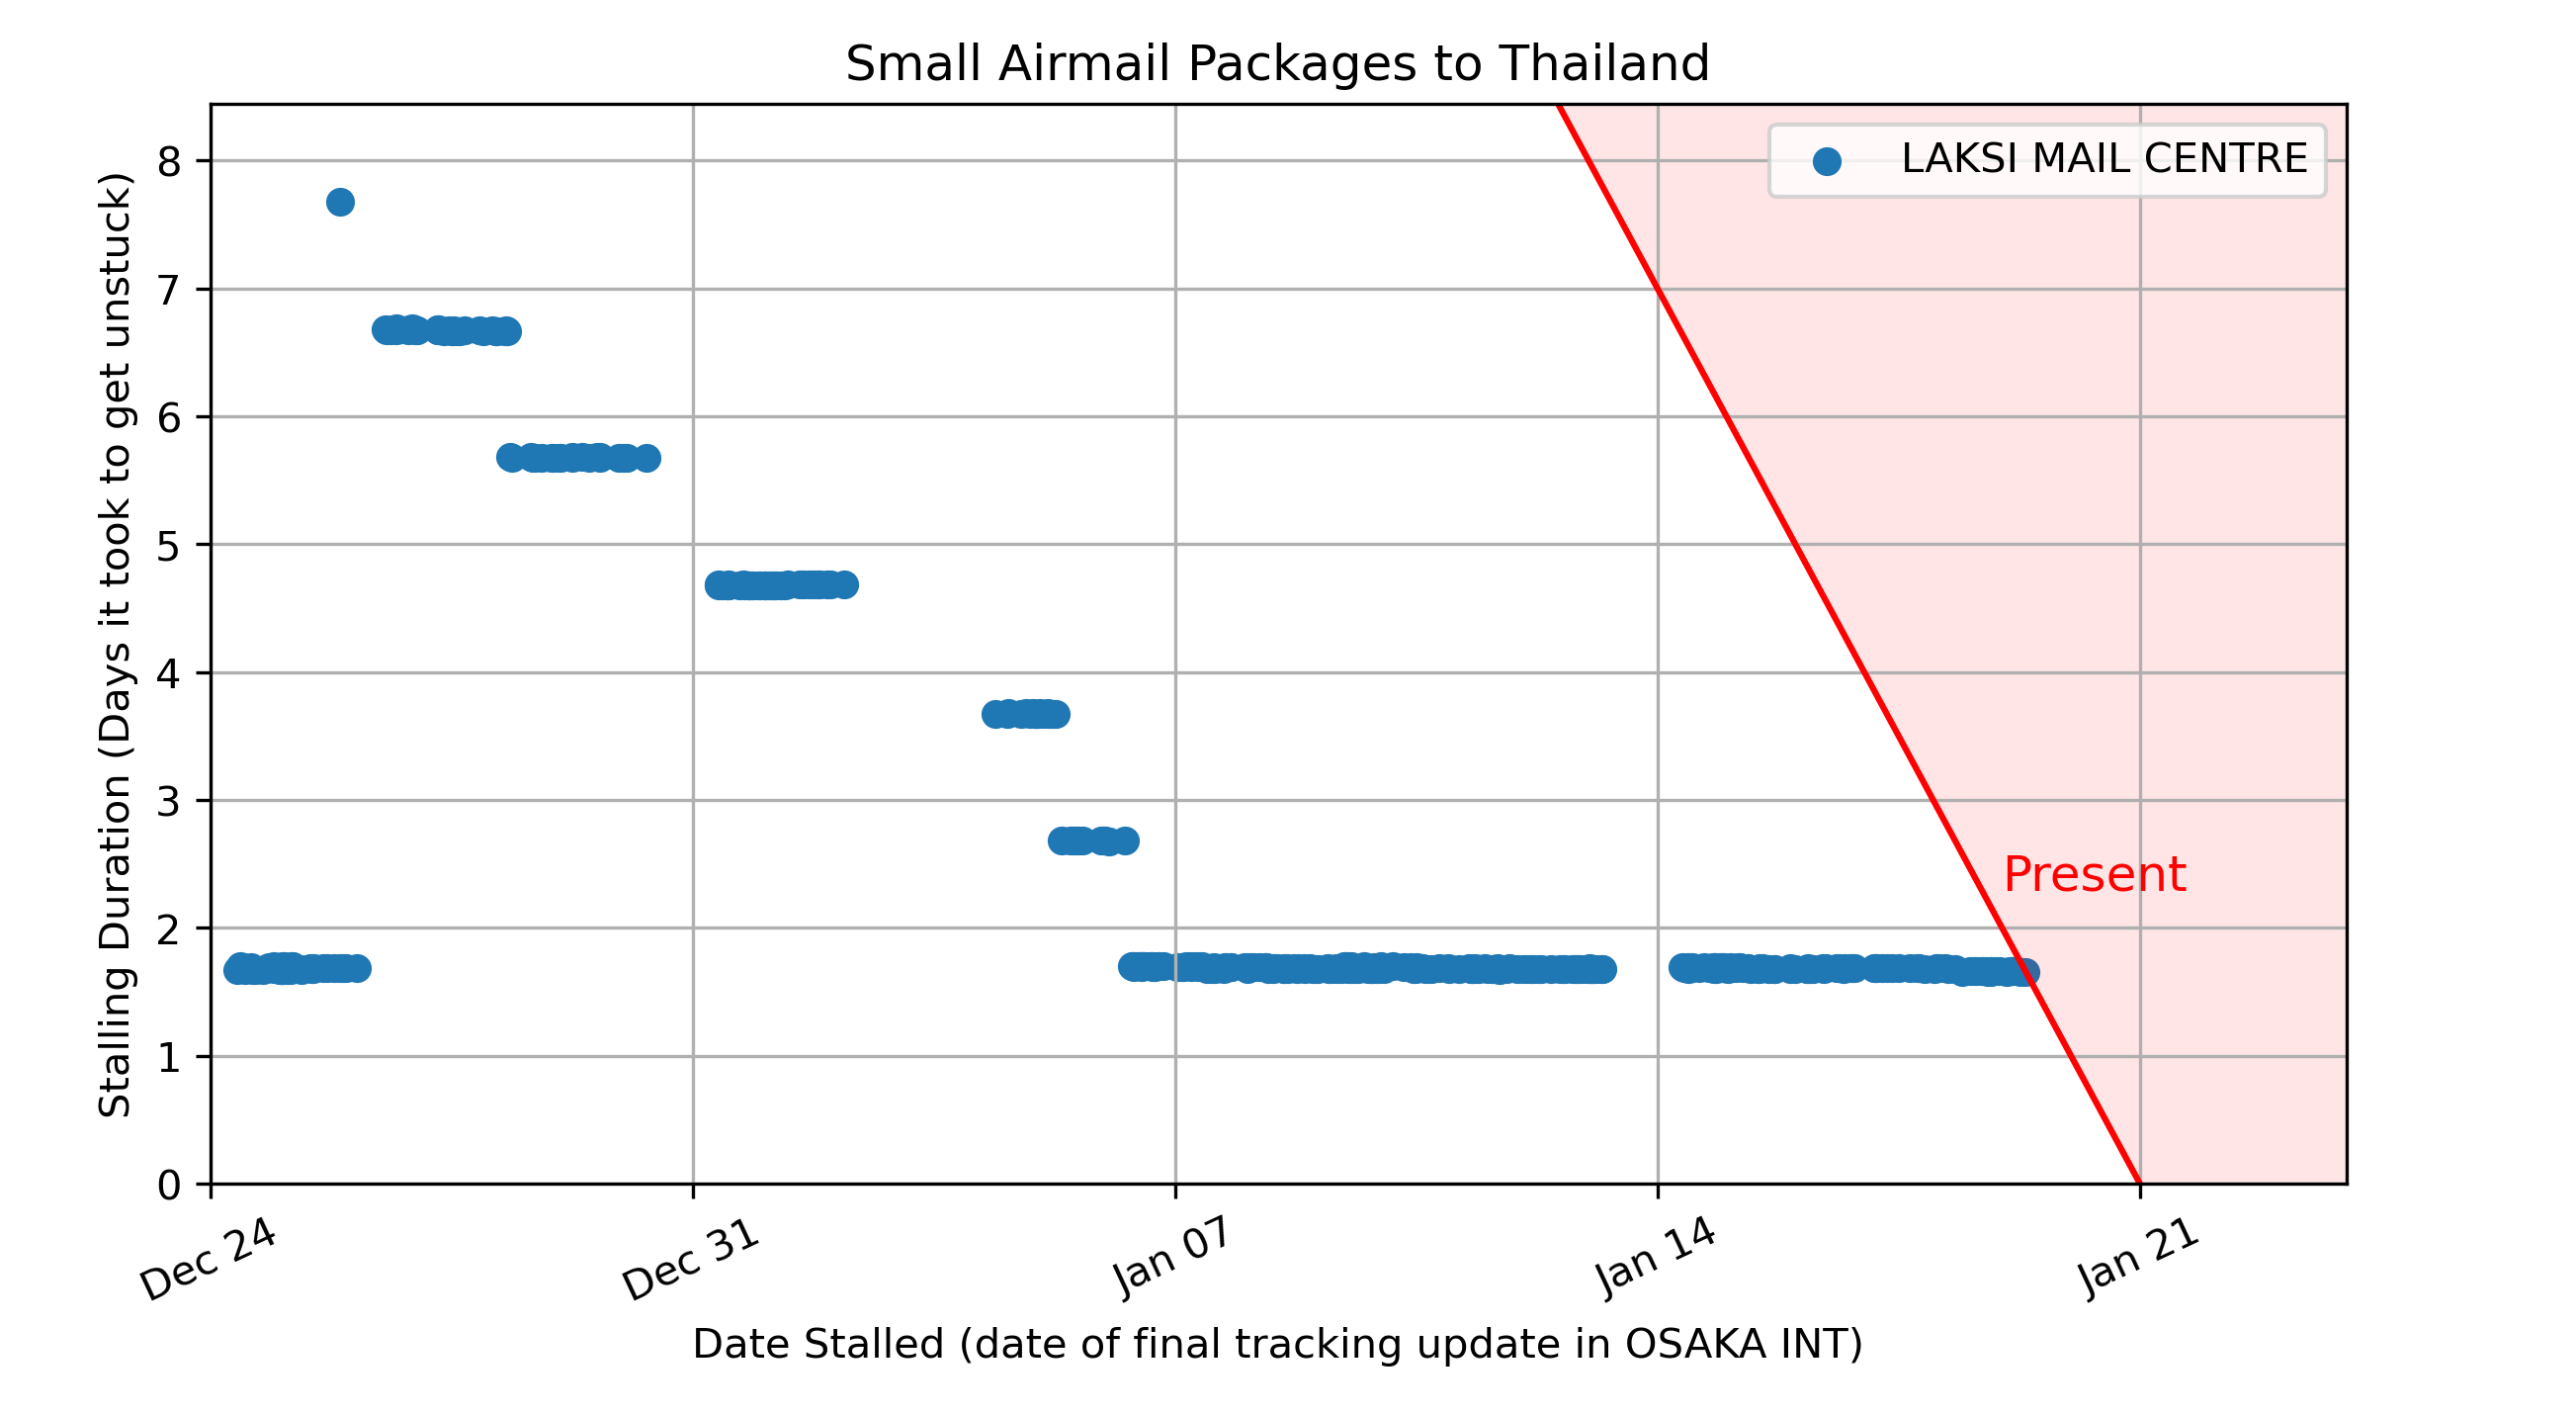 Small Airmail Packages to Thailand
LAKSI MAIL CENTRE
Stalling Duration (Days it took to get unstuck)
8
7
6
5
4
3
2
1
0
Present
Dec 24
Dec 31
Jan 07
Jan 14
Jan 21
Date Stalled (date of final tracking update in OSAKA INT)